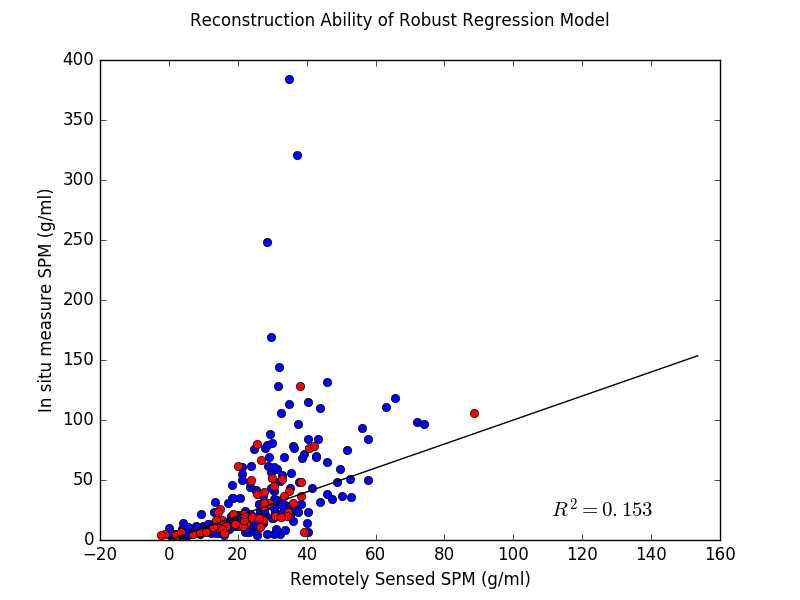 Reconstruction Ability of Robust Regression Model
400
350
300
250
200
150
100
50
0
In situ measure SPM (g/ml)
R² = 0.153
−20 0 20 40 60 80 100 120 140 160
Remotely Sensed SPM (g/ml)